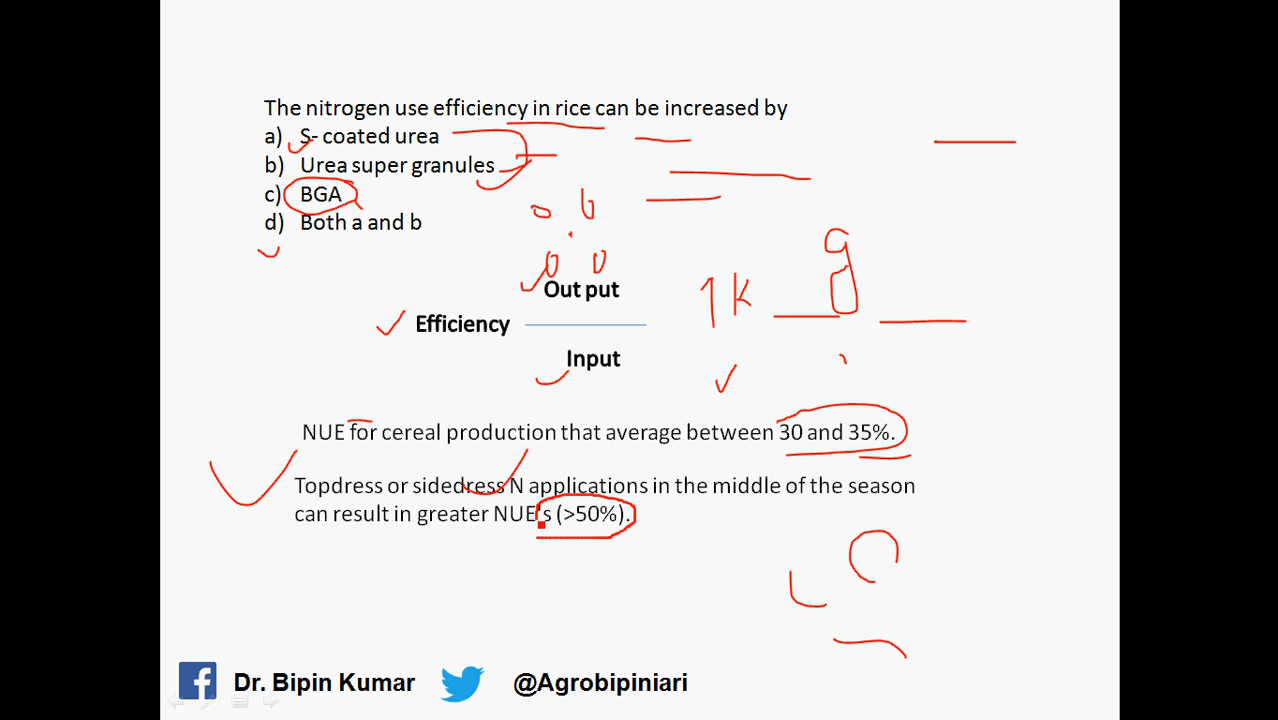 The nitrogen use efficiency in rice can be increased by
a) S- coated urea
b) Urea super granules
c) BGA
d) Both a and b
Out put
Efficiency
Input
1k
NUE for cereal production that average between 30 and 35%.
Topdress or sidedress N applications in the middle of the season
can result in greater NUE's (>50%).
Dr. Bipin Kumar @Agrobipiniari